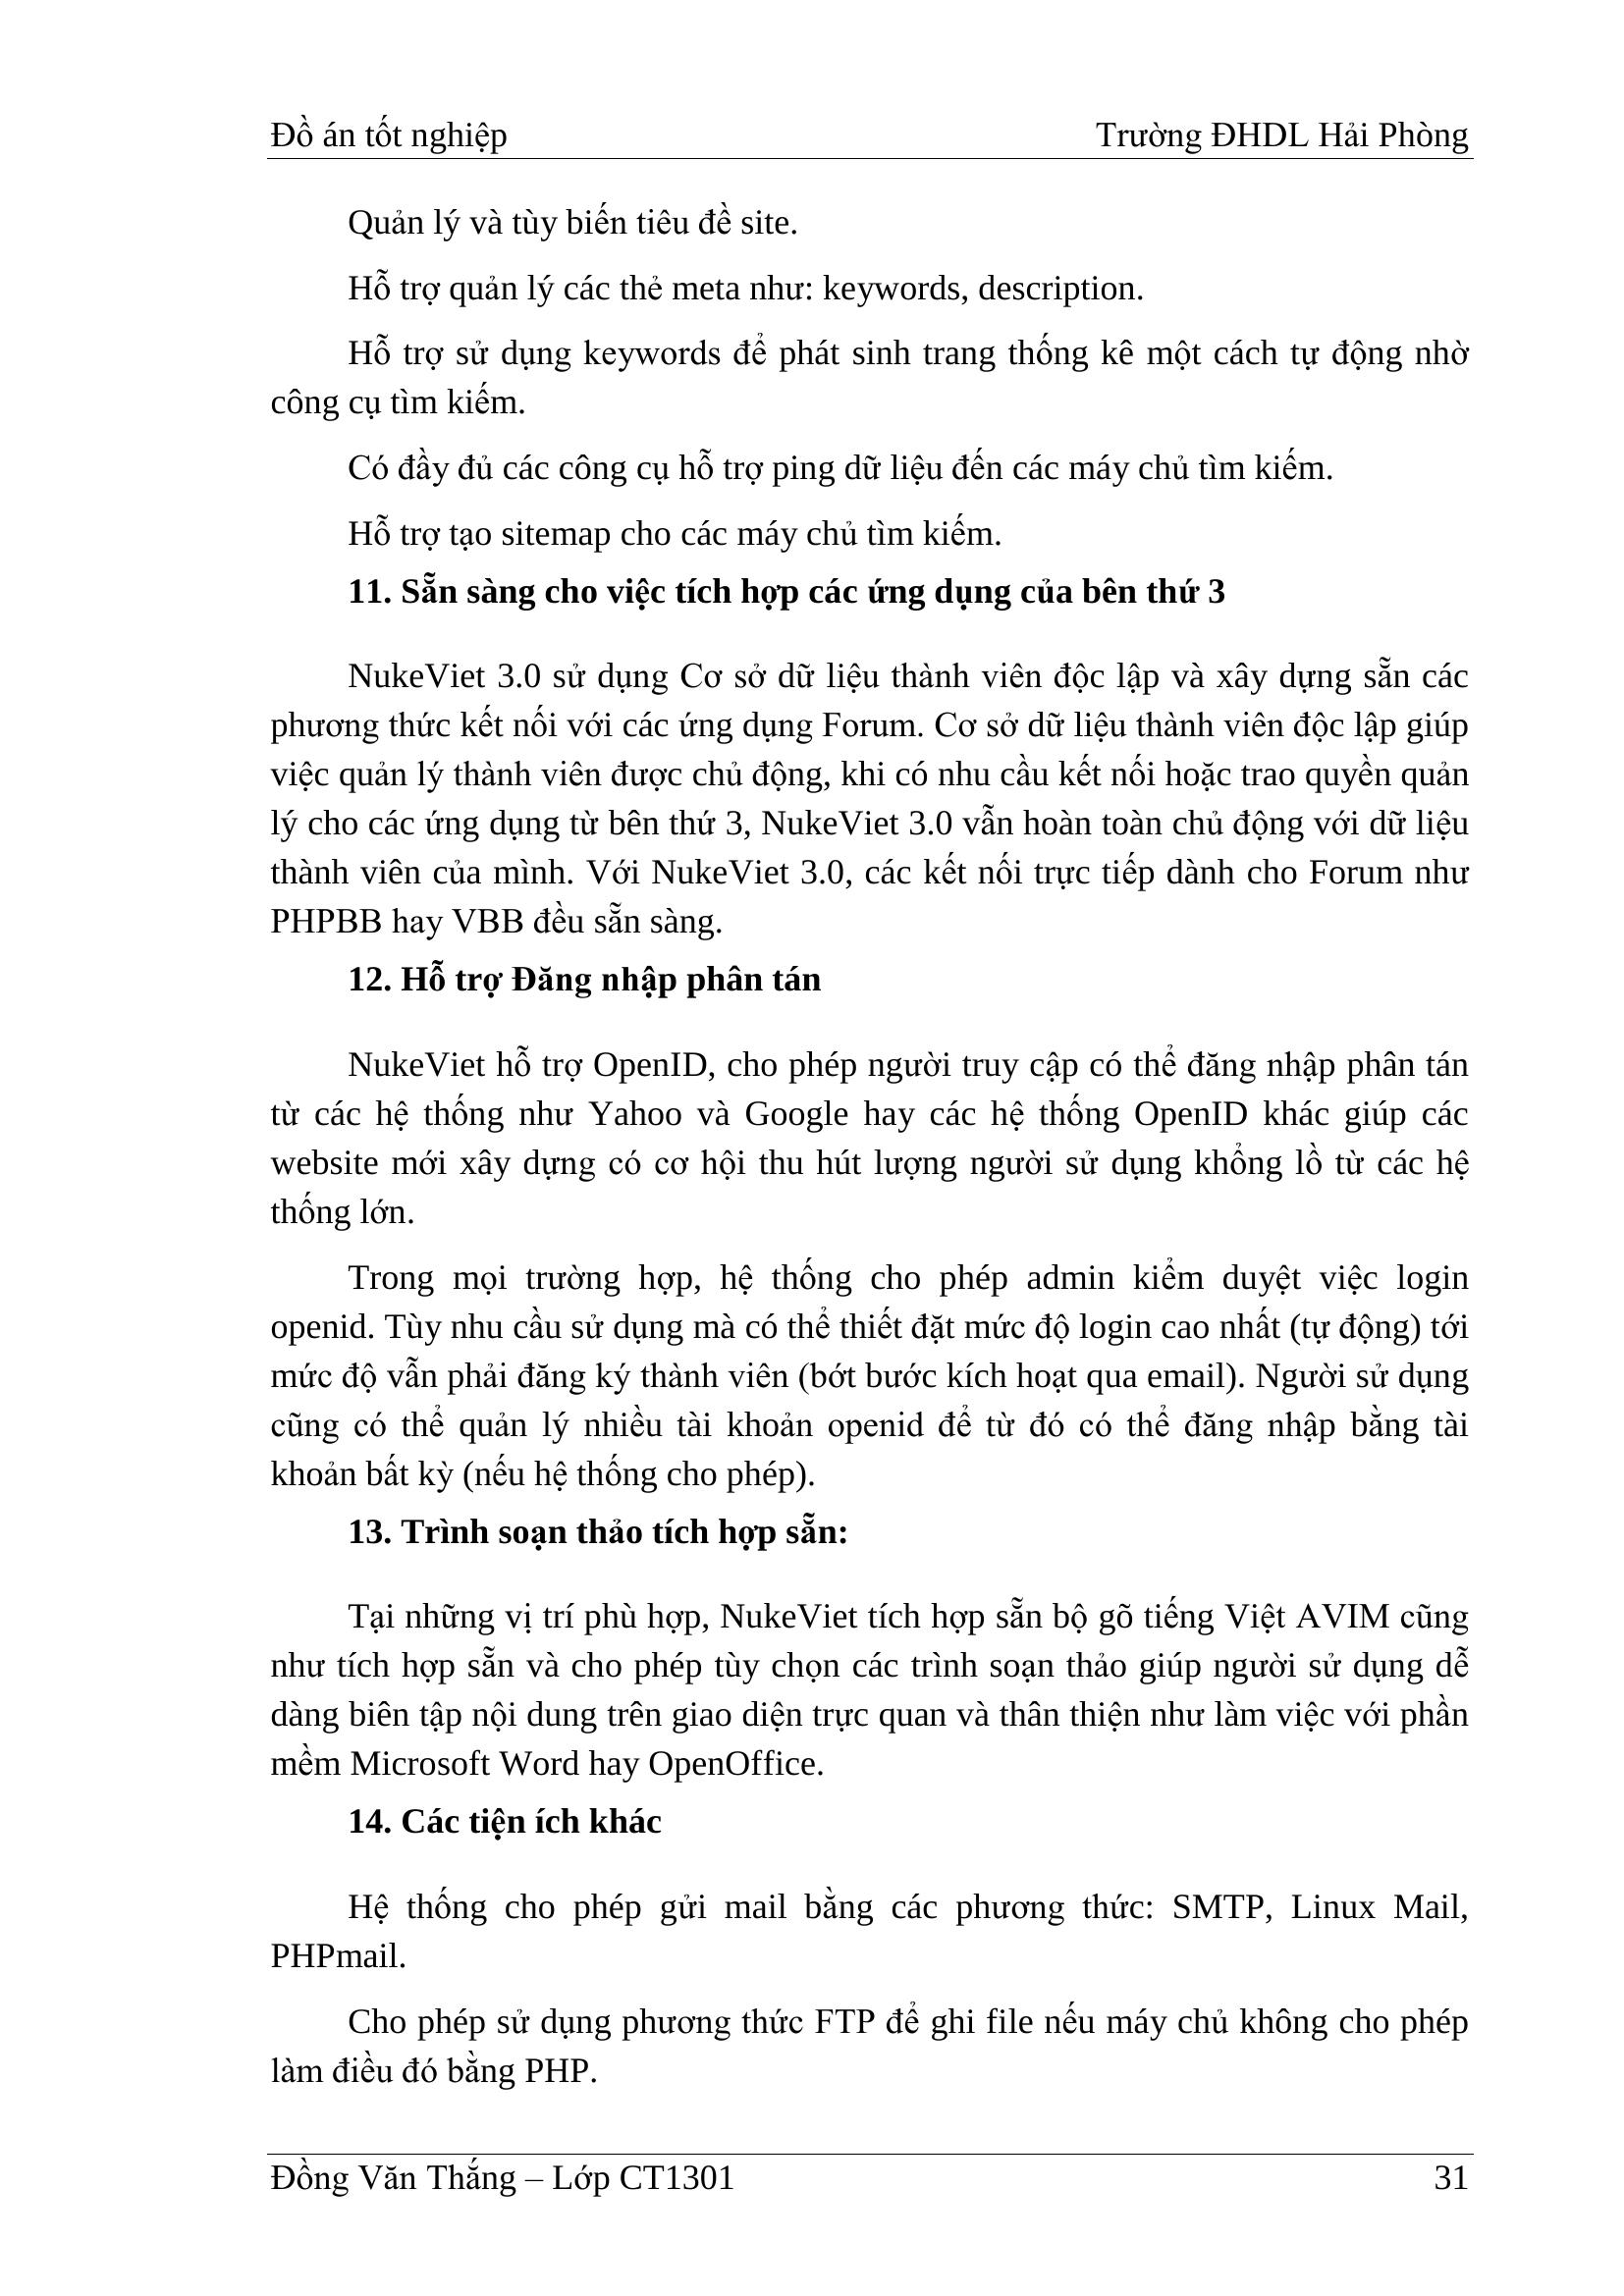 Đồ án tốt nghiệp Trường ĐHDL Hải Phòng
Quản lý và tùy biến tiêu đề site.
Hỗ trợ quản lý các thẻ meta như: keywords, description.
Hỗ trợ sử dụng keywords để phát sinh trang thống kê một cách tự động nhờ
công cụ tìm kiếm.
Có đầy đủ các công cụ hỗ trợ ping dữ liệu đến các máy chủ tìm kiếm.
Hỗ trợ tạo sitemap cho các máy chủ tìm kiếm.
11. Sẵn sàng cho việc tích hợp các ứng dụng của bên thứ 3
NukeViet 3.0 sử dụng Cơ sở dữ liệu thành viên độc lập và xây dựng sẵn các
phương thức kết nối với các ứng dụng Forum. Cơ sở dữ liệu thành viên độc lập giúp
việc quản lý thành viên được chủ động, khi có nhu cầu kết nối hoặc trao quyền quản
lý cho các ứng dụng từ bên thứ 3, NukeViet 3.0 vẫn hoàn toàn chủ động với dữ liệu
thành viên của mình. Với NukeViet 3.0, các kết nối trực tiếp dành cho Forum như
PHPBB hay VBB đều sẵn sàng.
12. Hỗ trợ Đăng nhập phân tán
NukeViet hỗ trợ OpenID, cho phép người truy cập có thể đăng nhập phân tán
từ các hệ thống như Yahoo và Google hay các hệ thống OpenID khác giúp các
website mới xây dựng có cơ hội thu hút lượng người sử dụng khổng lồ từ các hệ
thống lớn.
Trong mọi trường hợp, hệ thống cho phép admin kiểm duyệt việc login
openid. Tùy nhu cầu sử dụng mà có thể thiết đặt mức độ login cao nhất (tự động) tới
mức độ vẫn phải đăng ký thành viên (bớt bước kích hoạt qua email). Người sử dụng
cũng có thể quản lý nhiều tài khoản openid để từ đó có thể đăng nhập bằng tài
khoản bất kỳ (nếu hệ thống cho phép).
13. Trình soạn thảo tích hợp sẵn:
Tại những vị trí phù hợp, NukeViet tích hợp sẵn bộ gõ tiếng Việt AVIM cũng
như tích hợp sẵn và cho phép tùy chọn các trình soạn thảo giúp người sử dụng dễ
dàng biên tập nội dung trên giao diện trực quan và thân thiện như làm việc với phần
mềm Microsoft Word hay OpenOffice.
14. Các tiện ích khác
Hệ thống cho phép gửi mail bằng các phương thức: SMTP, Linux Mail,
PHPmail.
Cho phép sử dụng phương thức FTP để ghi file nếu máy chủ không cho phép
làm điều đó bằng PHP.
Đồng Văn Thắng – Lớp CT1301 31